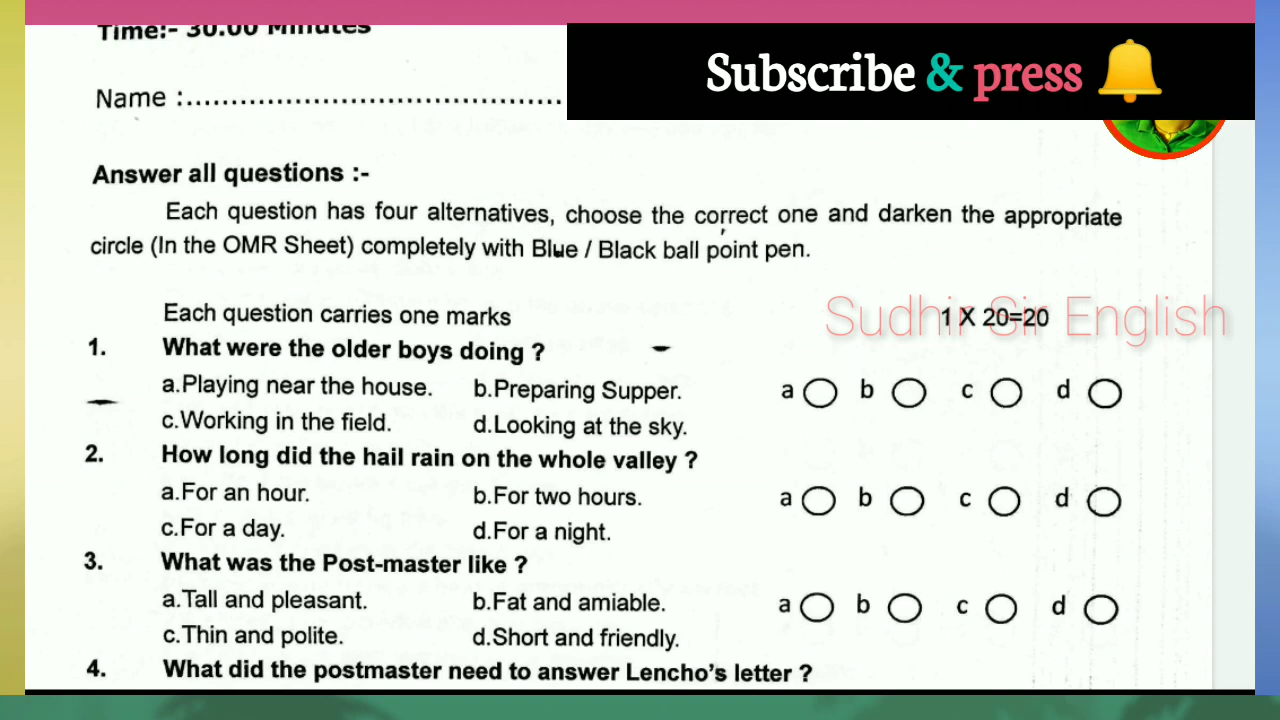 Time:- 30.00 Minutes
Subscribe & press
Name :..........................................
Answer all questions :-
Each question has four alternatives, choose the correct one and darken the appropriate
circle (In the OMR Sheet) completely with Blue / Black ball point pen.
Each question carries one marks 1 X 20=20
Sudhir Sir English
1. What were the older boys doing ?
a.Playing near the house. b.Preparing Supper. a b c d
c.Working in the field. d.Looking at the sky.
2. How long did the hail rain on the whole valley ?
a.For an hour. b.For two hours. a b c d
c.For a day. d.For a night.
3. What was the Post-master like ?
a.Tall and pleasant. b.Fat and amiable. a b c d
c.Thin and polite. d.Short and friendly.
4. What did the postmaster need to answer Lencho's letter ?